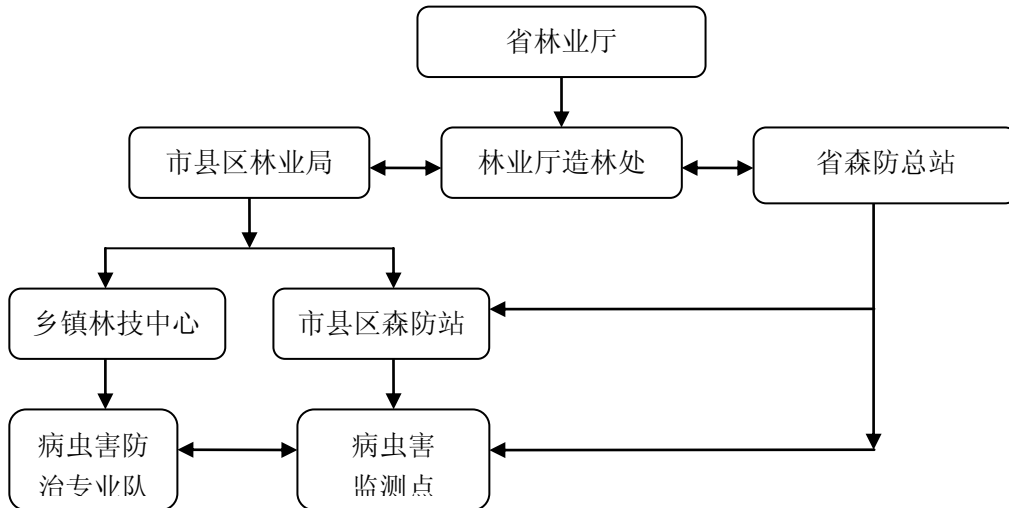 省林业厅
市县区林业局
林业厅造林处
省森防总站
乡镇林技中心
市县区森防站
病虫害防
治专业队
病虫害
监测点